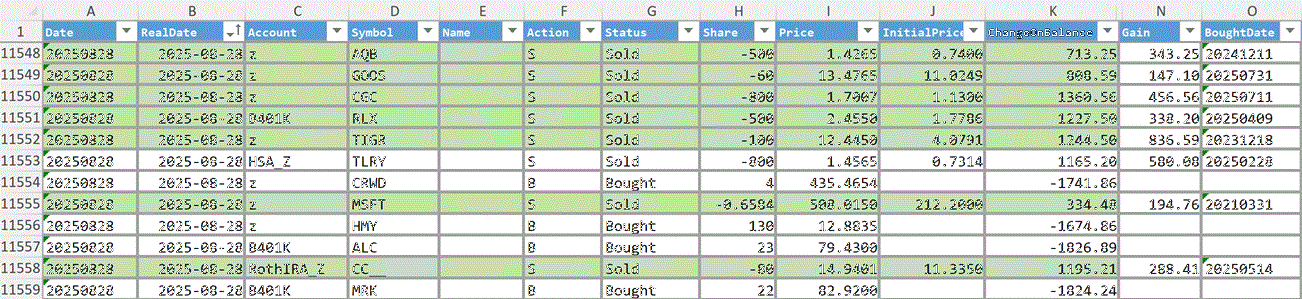 A B C D E F G H I J K N O
1 Date RealDate Account Symbol Name Action Status Share Price InitialPrice ChangeInBalance Gain BoughtDate
11548 20250828 2025-08-28 z AQB S Sold -500 1.4265 0.7400 713.25 343.25 20241211
11549 20250828 2025-08-28 z GOOS S Sold -60 13.4765 11.0249 808.59 147.10 20250731
11550 20250828 2025-08-28 z CGC S Sold -800 1.7007 1.1300 1360.56 456.56 20250711
11551 20250828 2025-08-28 8401K RLX S Sold -500 2.4550 1.7786 1227.50 338.20 20250409
11552 20250828 2025-08-28 z TIGR S Sold -100 12.4450 4.0791 1244.50 836.59 20231218
11553 20250828 2025-08-28 HSA_Z TLRY S Sold -800 1.4565 0.7314 1165.20 580.08 20250228
11554 20250828 2025-08-28 z CRWD B Bought 4 435.4654 -1741.86
11555 20250828 2025-08-28 z MSFT S Sold -0.6584 508.0150 212.2000 334.48 194.76 20210331
11556 20250828 2025-08-28 z HMY B Bought 130 12.8835 -1674.86
11557 20250828 2025-08-28 8401K ALC B Bought 23 79.4300 -1826.89
11558 20250828 2025-08-28 RothIRA_Z CC__ S Sold -80 14.9401 11.3350 1195.21 288.41 20250514
11559 20250828 2025-08-28 8401K MRK B Bought 22 82.9200 -1824.24